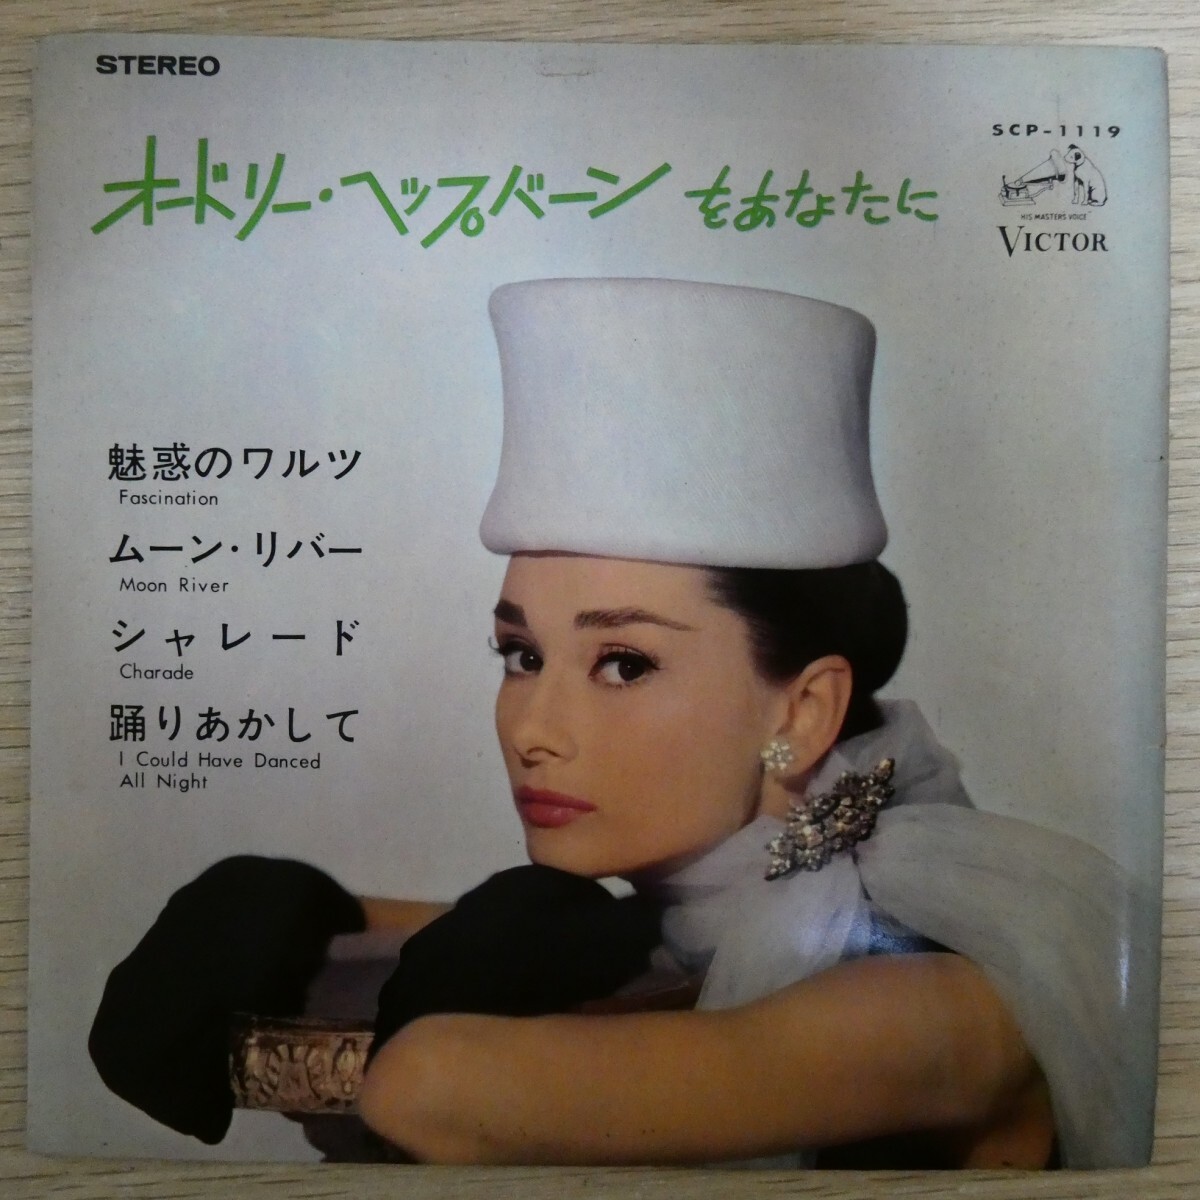 STEREO
SCP-1119
オードリー・ヘップバーンをあなたに
HIS MASTERS VOICE
VICTOR
魅惑のワルツ
Fascination
ムーン・リバー
Moon River
シャレード
Charade
踊りあかして
I Could Have Danced
All Night